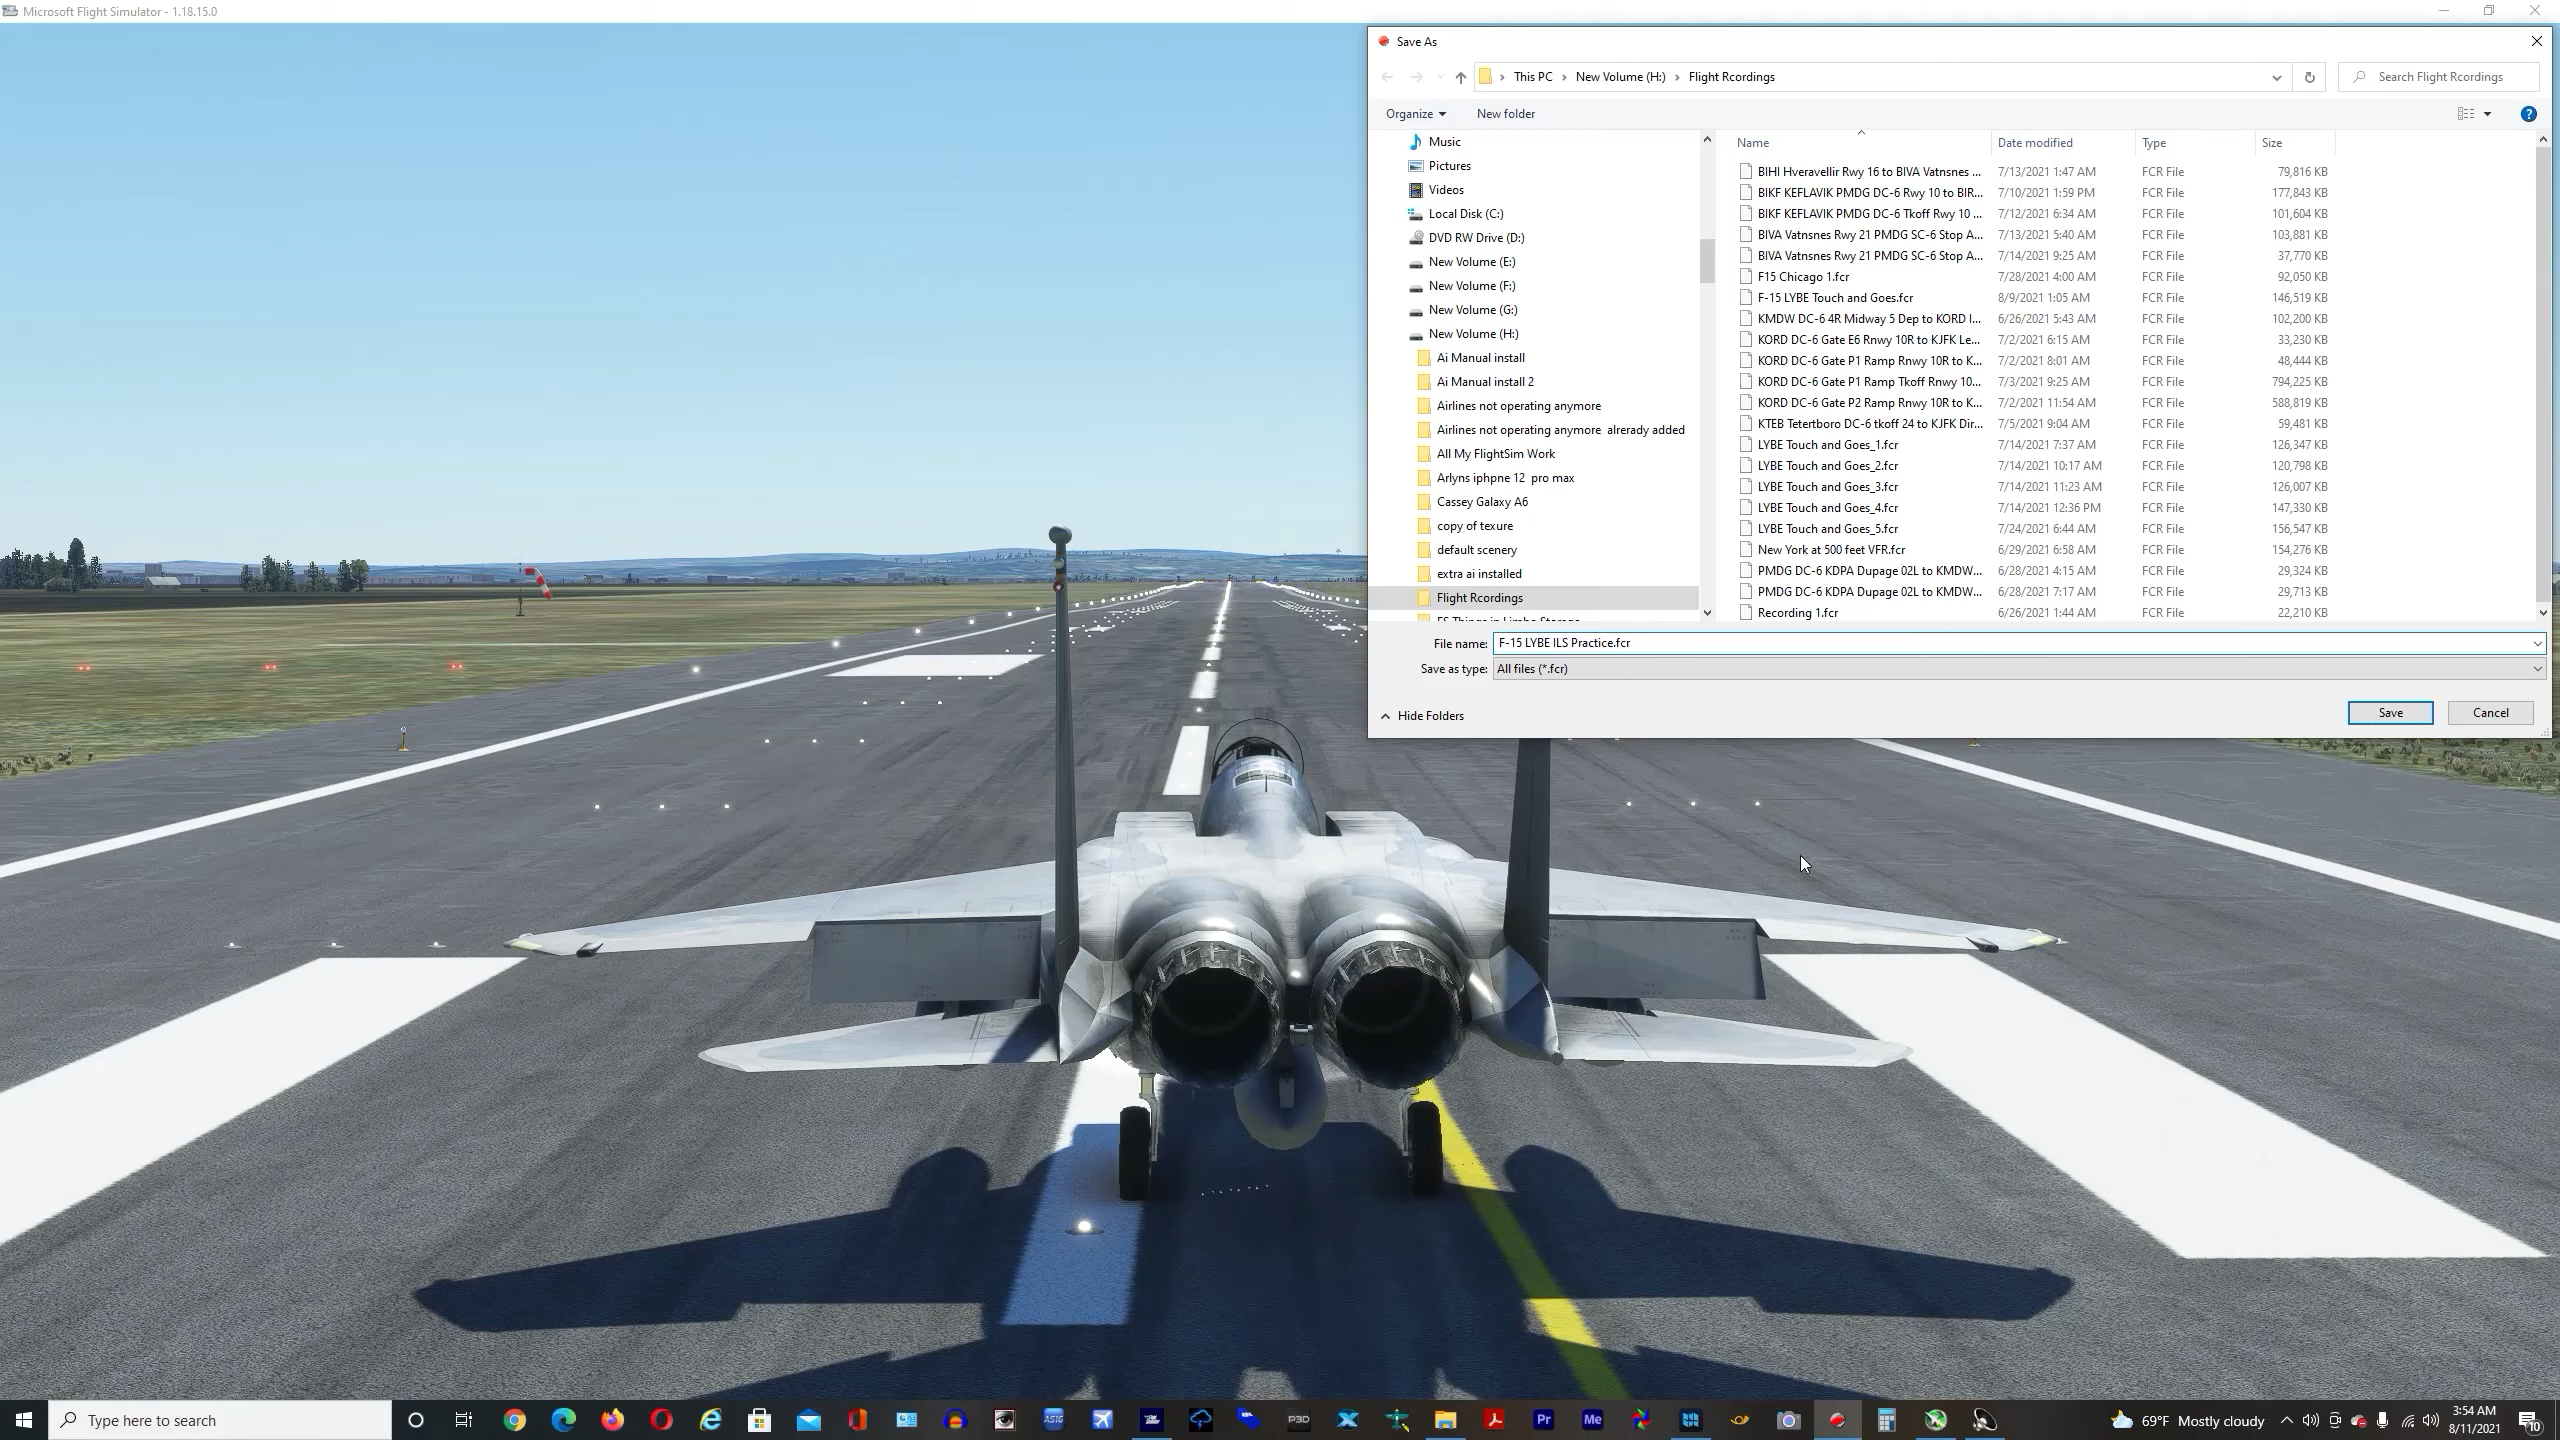 Microsoft Flight Simulator - 1.18.15.0
Save As
This PC > New Volume (H:) > Flight Rcordings
Search Flight Rcordings
Organize New folder
Music
Pictures
Videos
Local Disk (C:)
DVD RW Drive (D:)
New Volume (E:)
New Volume (F:)
New Volume (G:)
New Volume (H:)
Ai Manual install
Ai Manual install 2
Airlines not operating anymore
Airlines not operating anymore alrerady added
All My FlightSim Work
Arlyns iphpne 12 pro max
Cassey Galaxy A6
copy of texure
default scenery
extra ai installed
Flight Rcordings
FS Things in Limbo Storage
Name Date modified Type Size
BIHI Hveravellir Rwy 16 to BIVA Vatnsnes ... 7/13/2021 1:47 AM FCR File 79,816 KB
BIKF KEFLAVIK PMDG DC-6 Rwy 10 to BIR... 7/10/2021 1:59 PM FCR File 177,843 KB
BIKF KEFLAVIK PMDG DC-6 Tkoff Rwy 10 ... 7/12/2021 6:34 AM FCR File 101,604 KB
BIVA Vatnsnes Rwy 21 PMDG SC-6 Stop A... 7/13/2021 5:40 AM FCR File 103,881 KB
BIVA Vatnsnes Rwy 21 PMDG SC-6 Stop A... 7/14/2021 9:25 AM FCR File 37,770 KB
F15 Chicago 1.fcr 7/28/2021 4:00 AM FCR File 92,050 KB
F-15 LYBE Touch and Goes.fcr 8/9/2021 1:05 AM FCR File 146,519 KB
KMDW DC-6 4R Midway 5 Dep to KORD I... 6/26/2021 5:43 AM FCR File 102,200 KB
KORD DC-6 Gate E6 Rnwy 10R to KJFK Le... 7/2/2021 6:15 AM FCR File 33,230 KB
KORD DC-6 Gate P1 Ramp Rnwy 10R to K... 7/2/2021 8:01 AM FCR File 48,444 KB
KORD DC-6 Gate P1 Ramp Tkoff Rnwy 10... 7/3/2021 9:25 AM FCR File 794,225 KB
KORD DC-6 Gate P2 Ramp Rnwy 10R to K... 7/2/2021 11:54 AM FCR File 588,819 KB
KTEB Tetertboro DC-6 tkoff 24 to KJFK Dir... 7/5/2021 9:04 AM FCR File 59,481 KB
LYBE Touch and Goes_1.fcr 7/14/2021 7:37 AM FCR File 126,347 KB
LYBE Touch and Goes_2.fcr 7/14/2021 10:17 AM FCR File 120,798 KB
LYBE Touch and Goes_3.fcr 7/14/2021 11:23 AM FCR File 126,007 KB
LYBE Touch and Goes_4.fcr 7/14/2021 12:36 PM FCR File 147,330 KB
LYBE Touch and Goes_5.fcr 7/24/2021 6:44 AM FCR File 156,547 KB
New York at 500 feet VFR.fcr 6/29/2021 6:58 AM FCR File 154,276 KB
PMDG DC-6 KDPA Dupage 02L to KMDW... 6/28/2021 4:15 AM FCR File 29,324 KB
PMDG DC-6 KDPA Dupage 02L to KMDW... 6/28/2021 7:17 AM FCR File 29,713 KB
Recording 1.fcr 6/26/2021 1:44 AM FCR File 22,210 KB
File name: F-15 LYBE ILS Practice.fcr
Save as type: All files (*.fcr)
Hide Folders
Save Cancel
Type here to search
AS16
P3D
Pr
Me
69°F Mostly cloudy
3:54 AM
8/11/2021
10